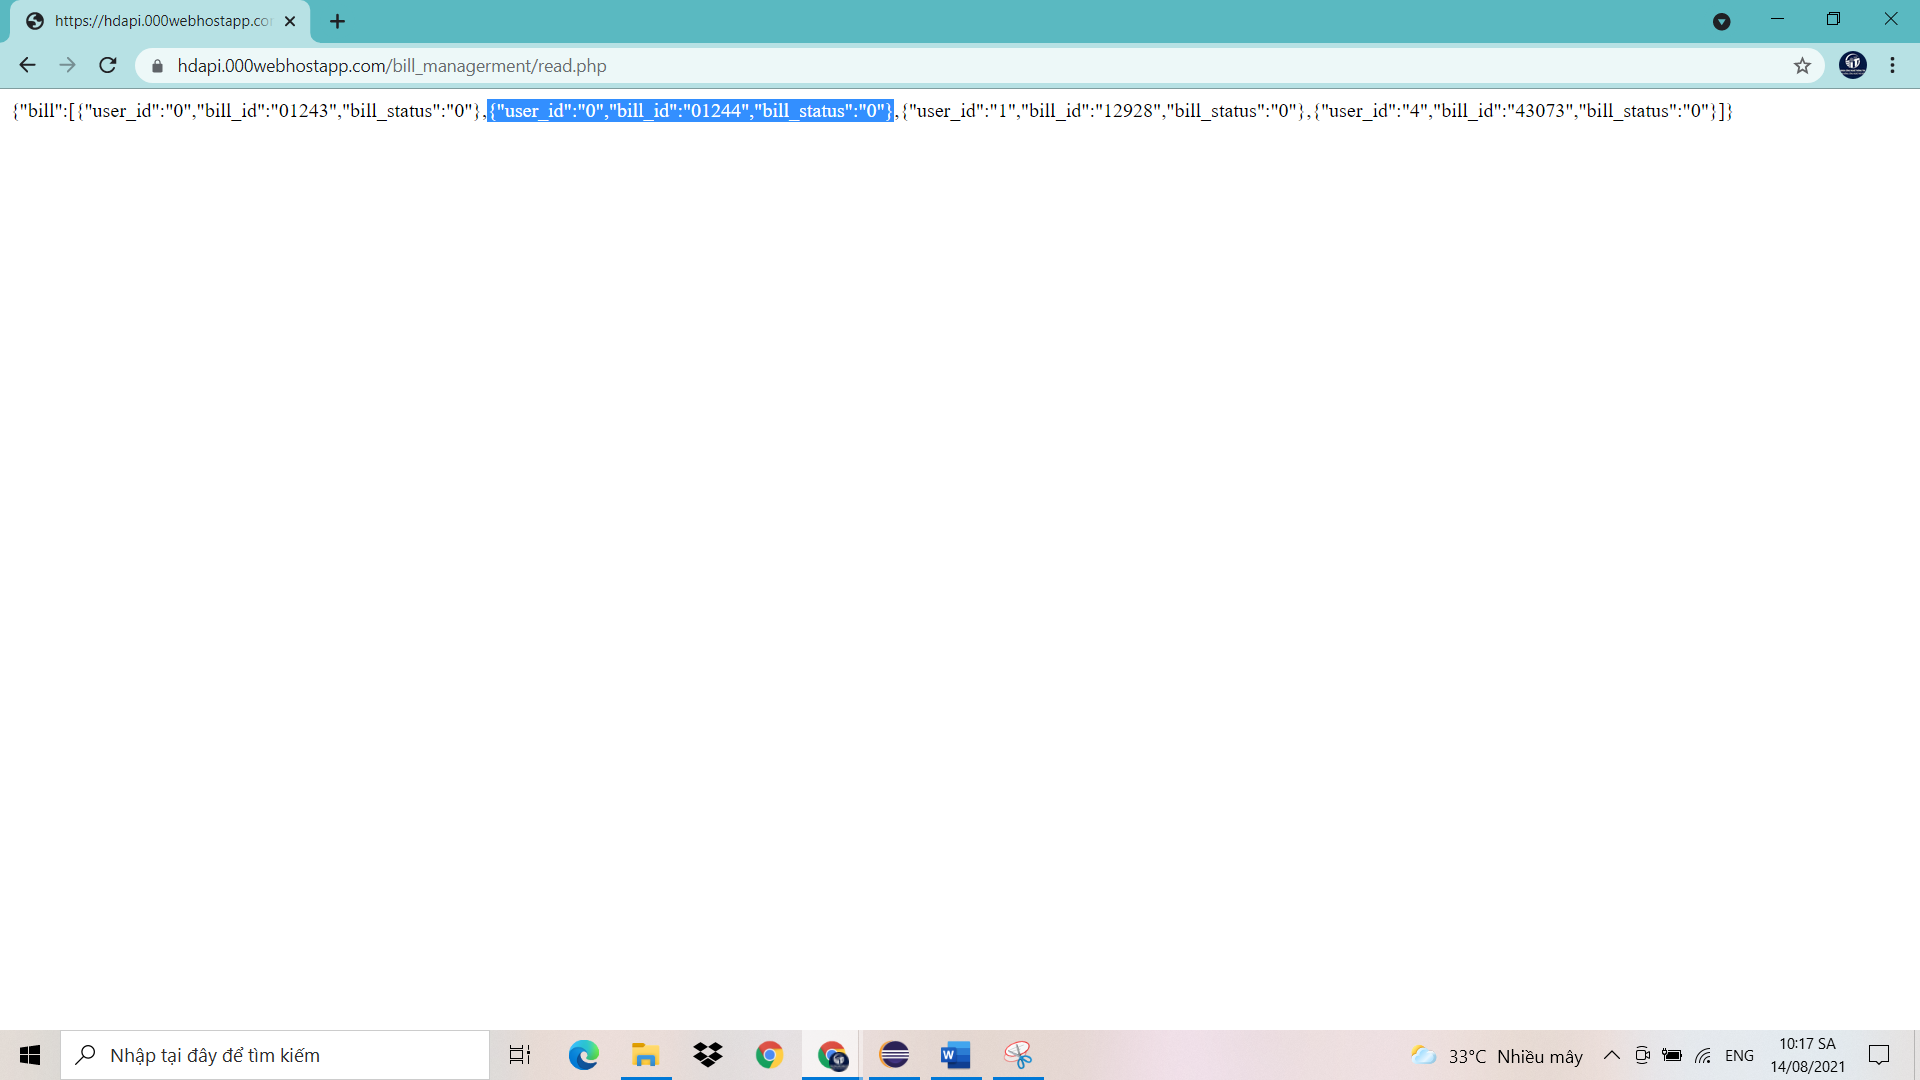 https://hdapi.000webhostapp.co
hdapi.000webhostapp.com/bill_managerment/read.php
{"bill":[{"user_id":"0","bill_id":"01243","bill_status":"0"},{"user_id":"0","bill_id":"01244","bill_status":"0"},{"user_id":"1","bill_id":"12928","bill_status":"0"},{"user_id":"4","bill_id":"43073","bill_status":"0"}]}
Nhập tại đây để tìm kiếm
33°C Nhiều mây
ENG
10:17 SA
14/08/2021